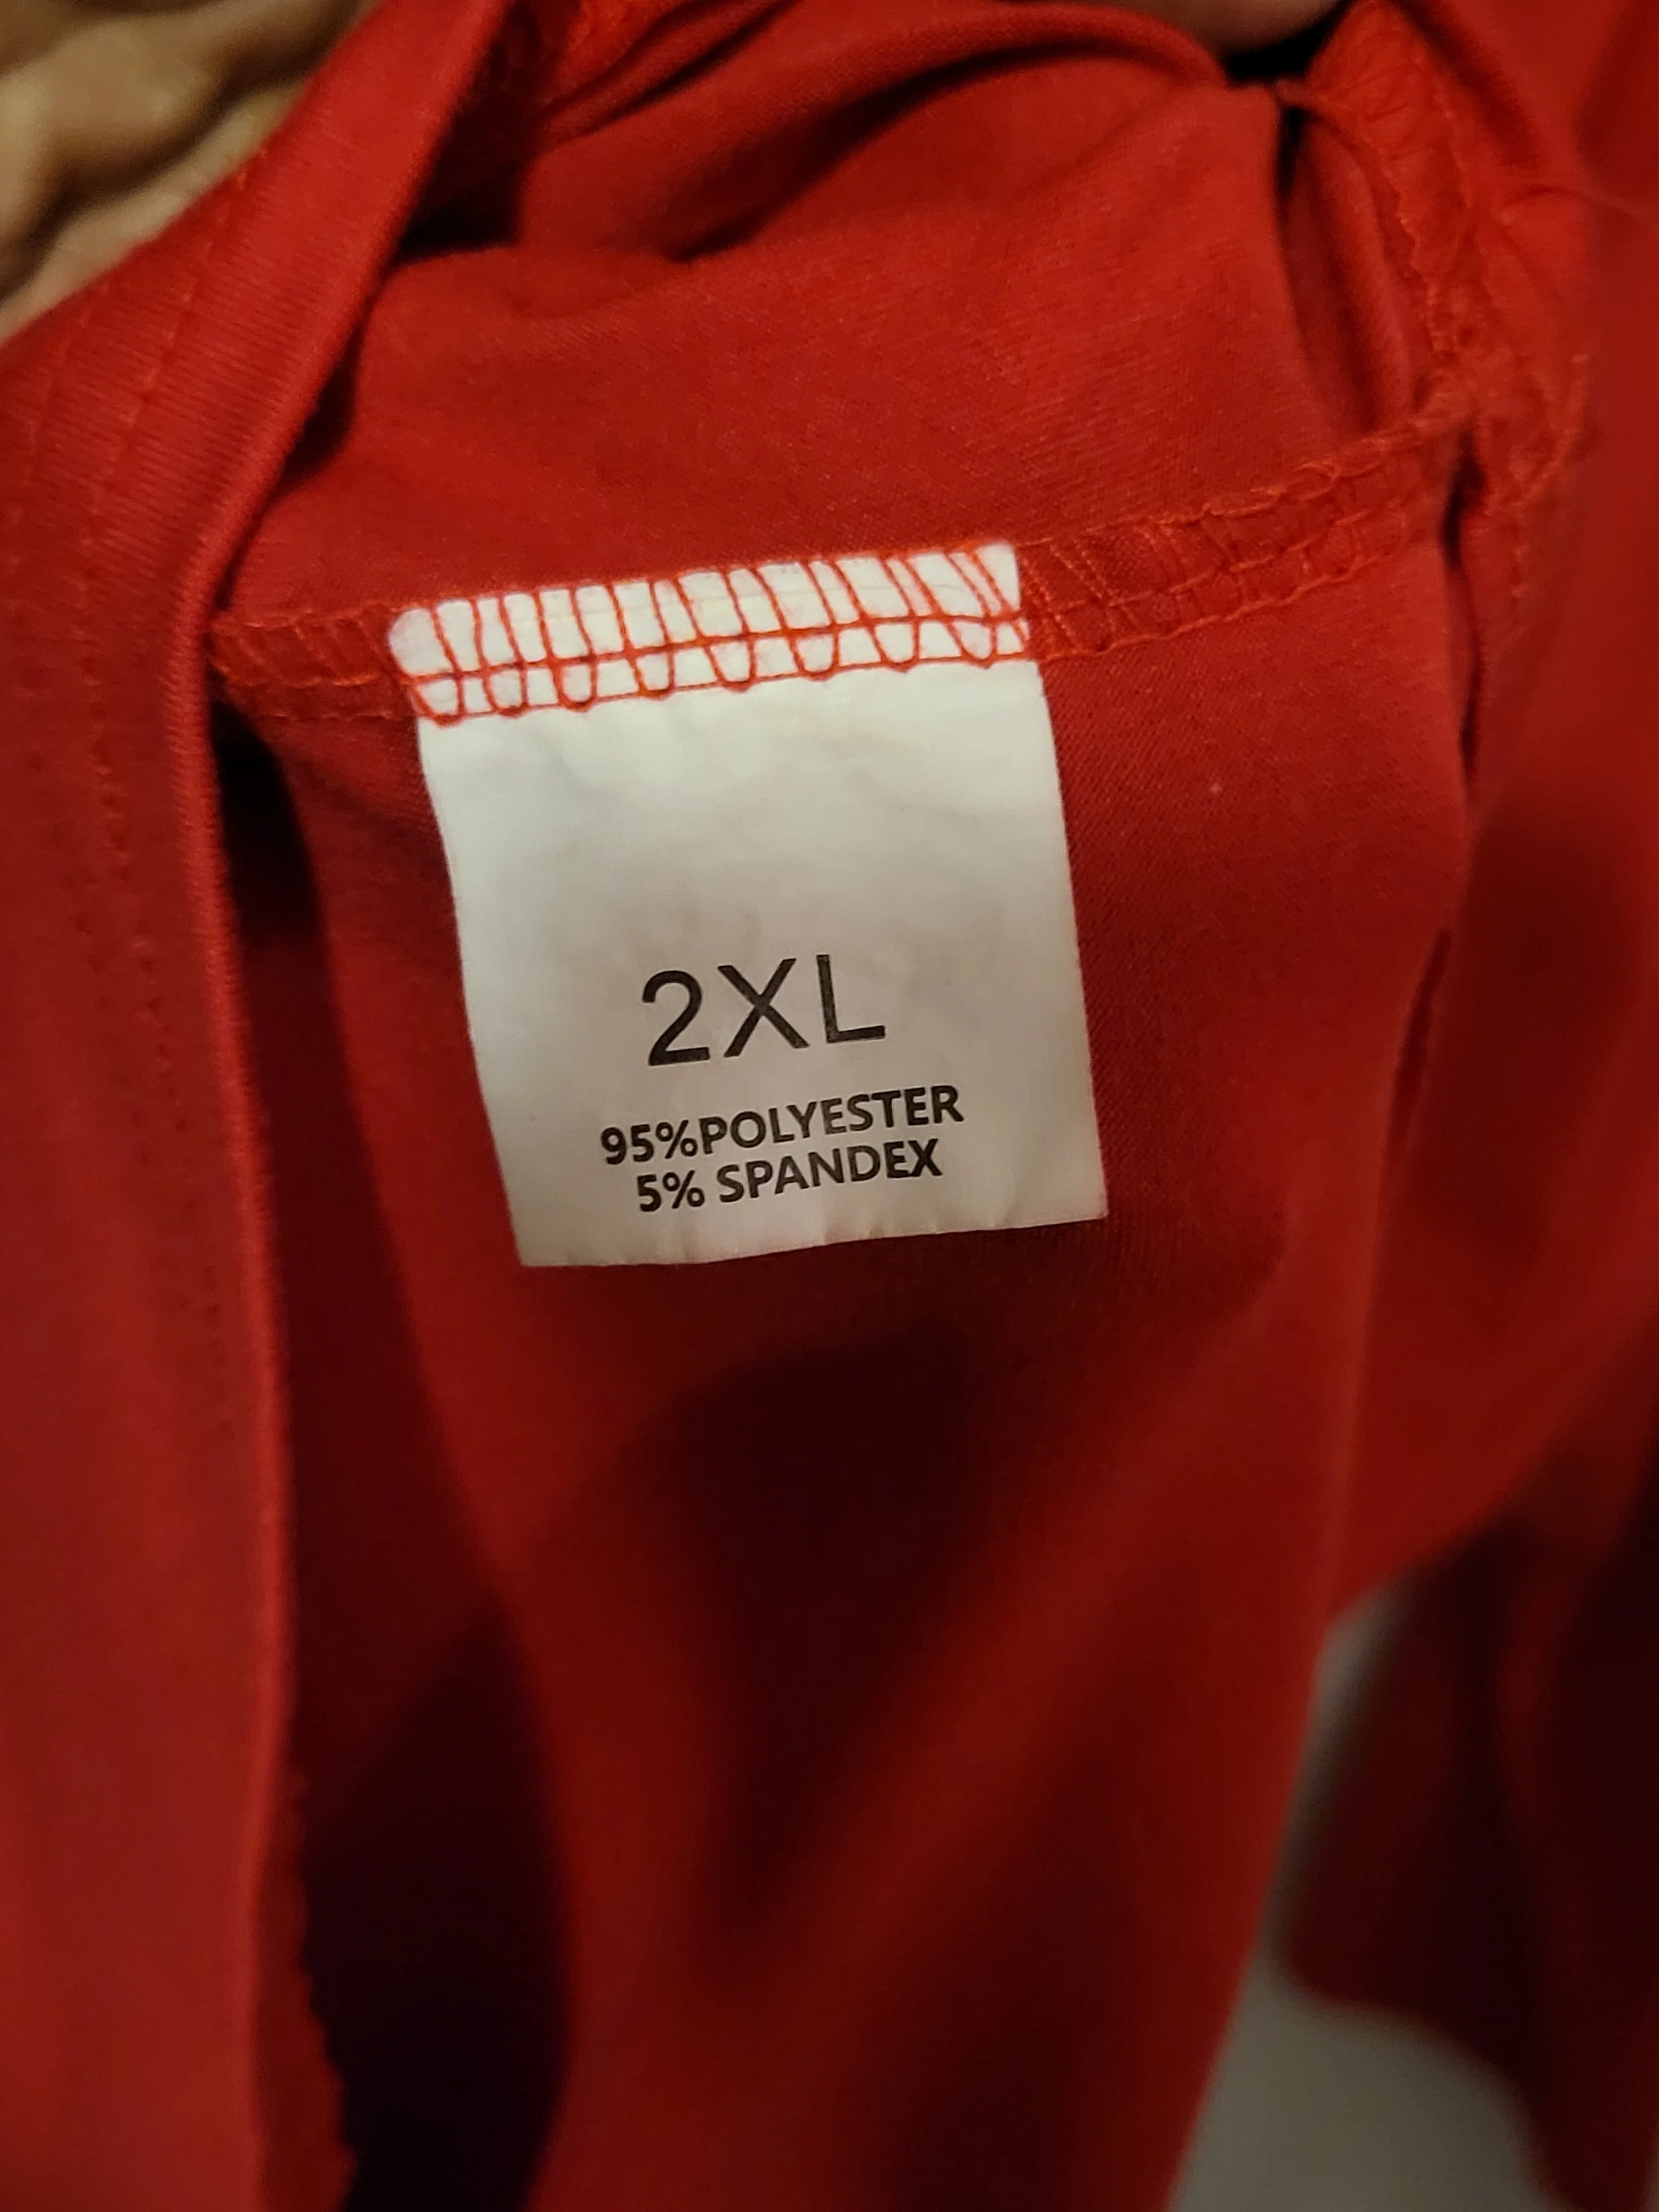 2XL
95%POLYESTER
5% SPANDEX